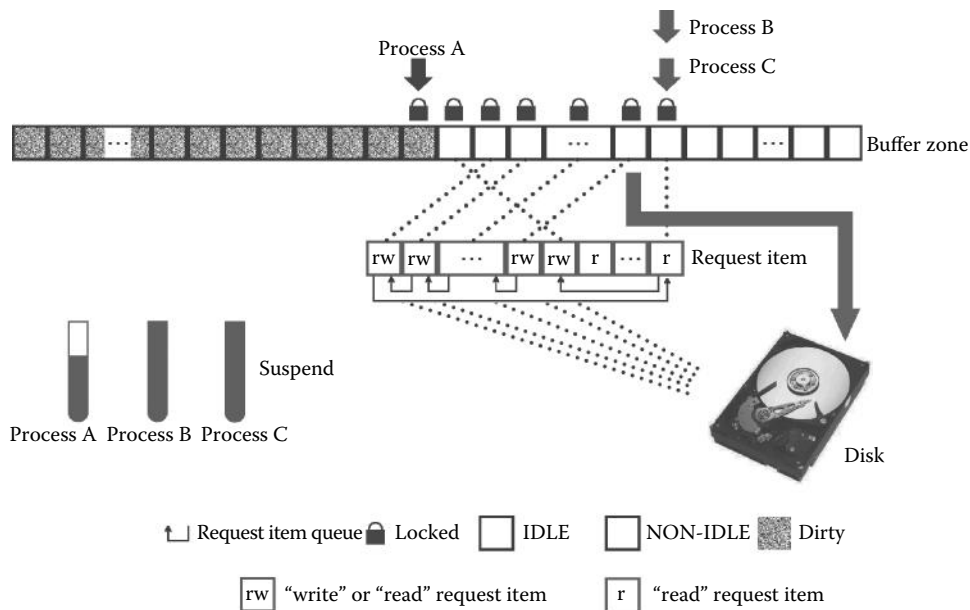 Process B
Process A
Process C
...
...
...
Buffer zone
rw
rw
...
rw
rw
r
...
r
Request item
Suspend
Process A
Process B
Process C
Disk
Request item queue
Locked
IDLE
NON-IDLE
Dirty
rw
“write” or “read” request item
r
“read” request item